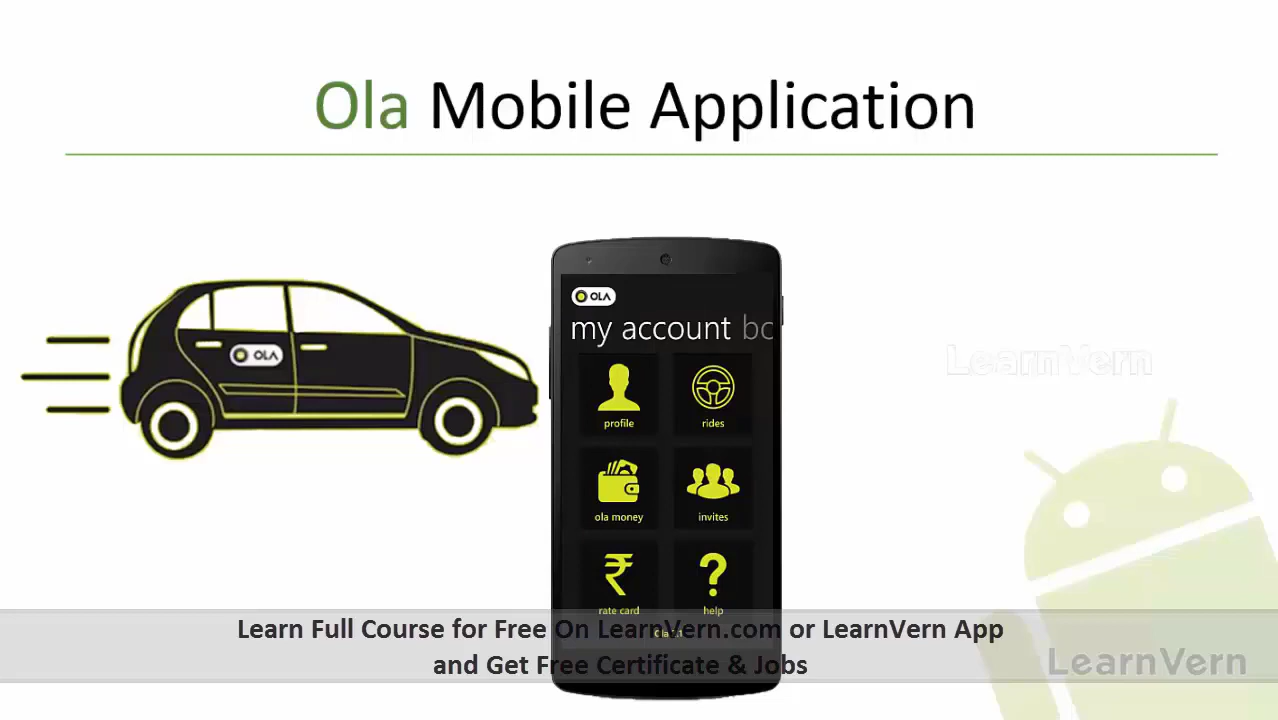 Ola Mobile Application
OLA
OLA
my account bc
profile
rides
LearnVern
ola money
invites
rate card
help
Learn Full Course for Free On LearnVern.com or LearnVern App
and Get Free Certificate & Jobs
LearnVern